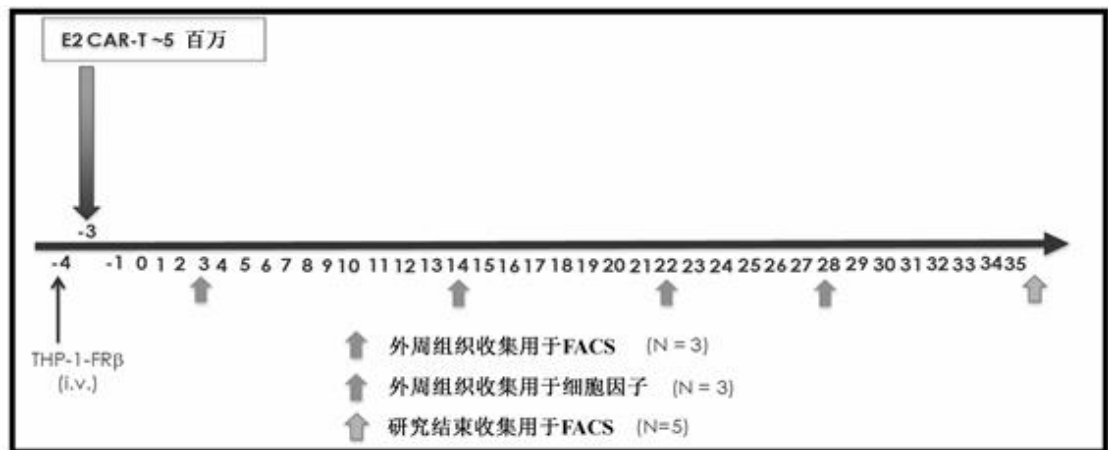 E2 CAR-T ~5 百万
-3
-4 -1 0 1 2 3 4 5 6 7 8 9 10 11 12 13 14 15 16 17 18 19 20 21 22 23 24 25 26 27 28 29 30 31 32 33 34 35
THP-1-FRβ
(i.v.)
外周组织收集用于FACS (N = 3)
外周组织收集用于细胞因子 (N = 3)
研究结束收集用于FACS (N=5)